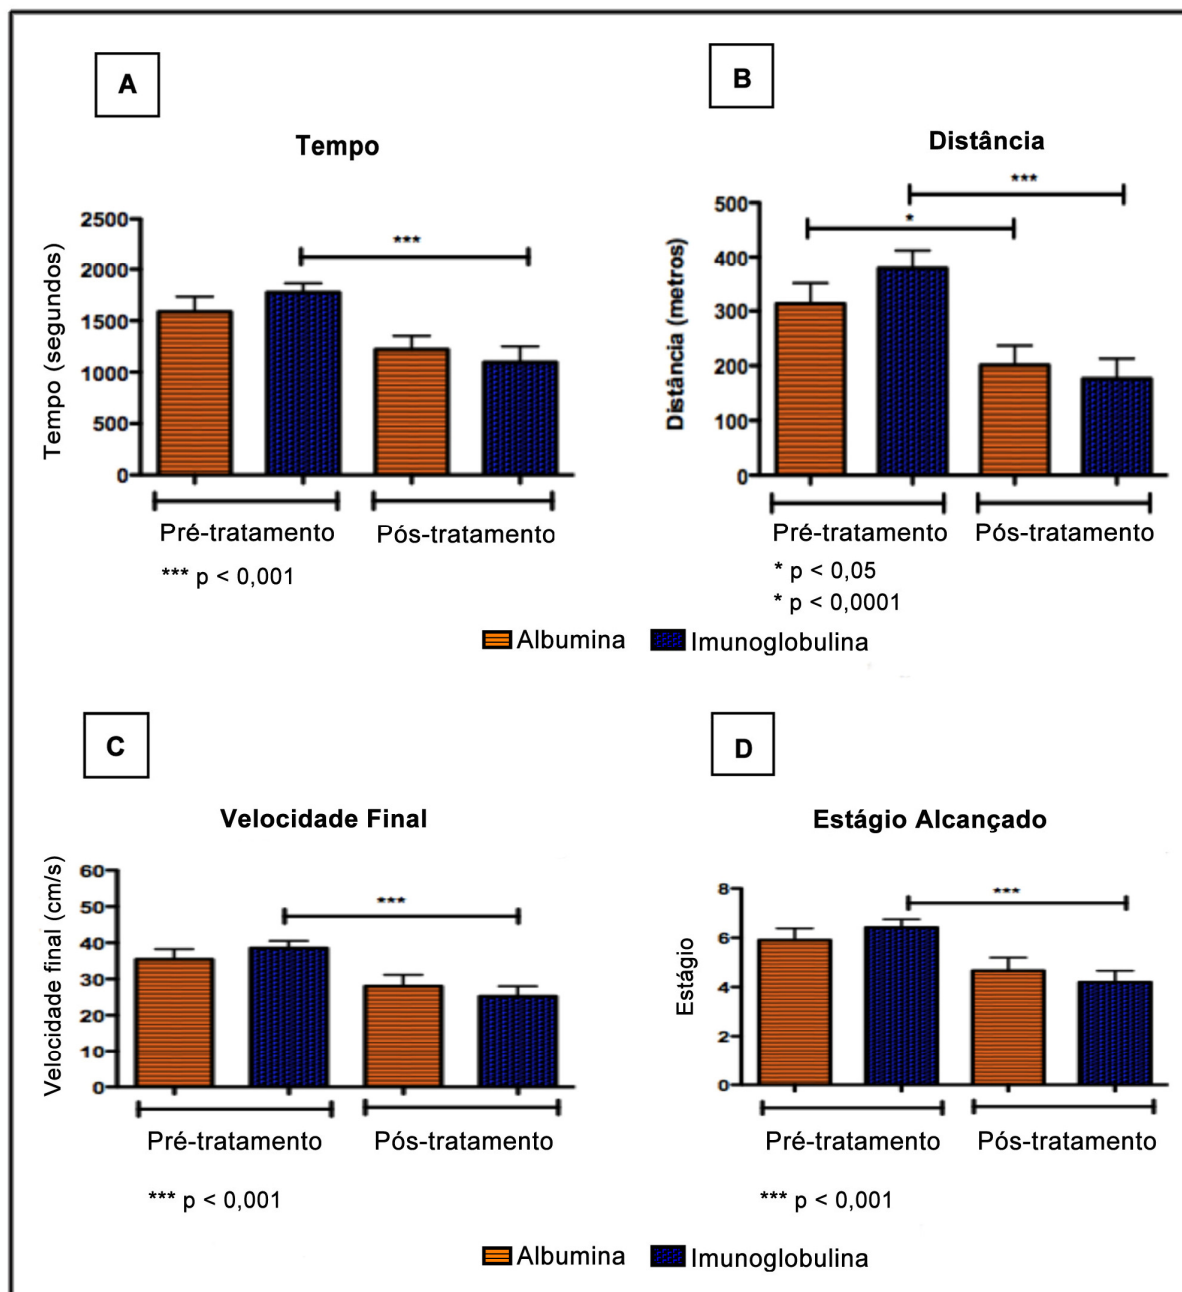 A
Tempo
Tempo (segundos)
2500
2000
1500
1000
500
0
***
Pré-tratamento
Pós-tratamento
*** p < 0,001
B
Distância
Distância (metros)
500
400
300
200
100
0
***
*
Pré-tratamento
Pós-tratamento
* p < 0,05
* p < 0,0001
Albumina
Imunoglobulina
C
Velocidade Final
Velocidade final (cm/s)
60
50
40
30
20
10
0
***
Pré-tratamento
Pós-tratamento
*** p < 0,001
D
Estágio Alcançado
Estágio
8
6
4
2
0
***
Pré-tratamento
Pós-tratamento
*** p < 0,001
Albumina
Imunoglobulina